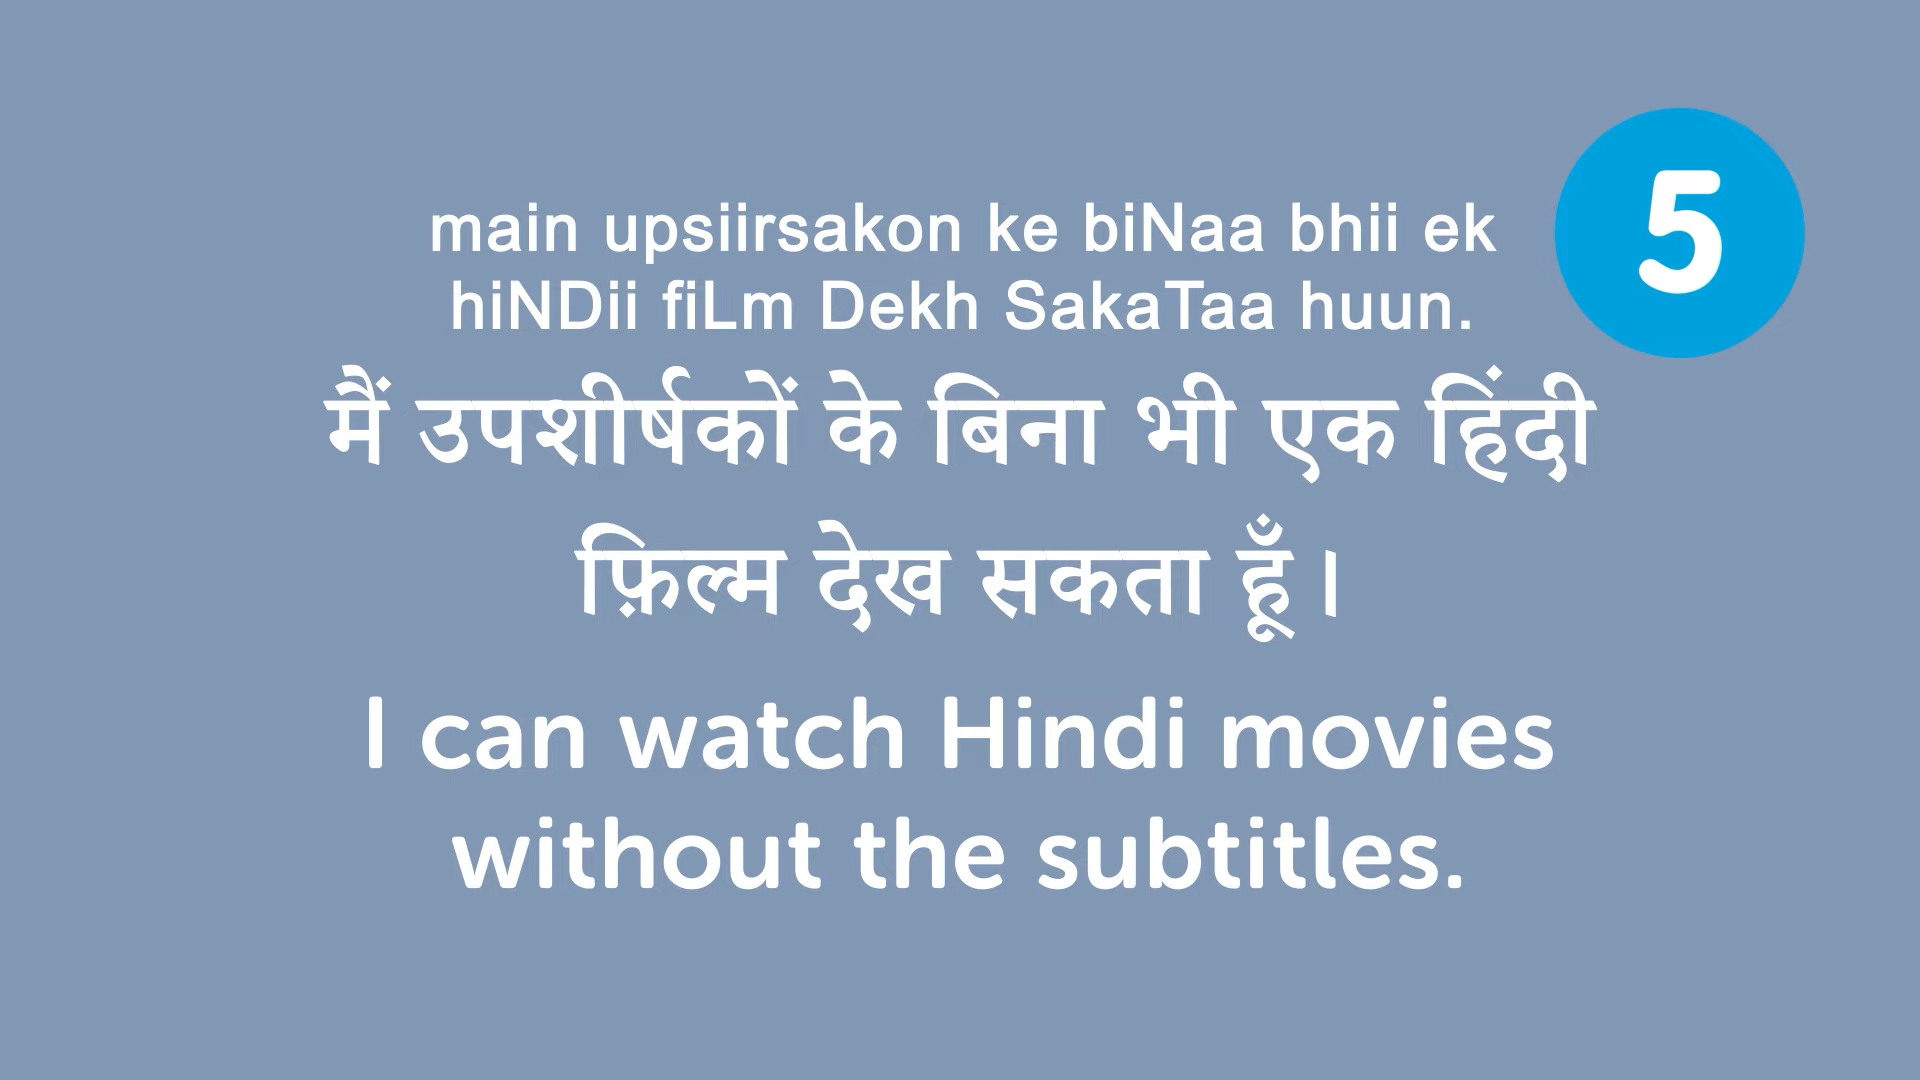 main upsiirsakon ke biNaa bhii ek
hiNDii fiLm Dekh SakaTaa huun.
5
मैं उपशीर्षकों के बिना भी एक हिंदी
फ़िल्म देख सकता हूँ।
I can watch Hindi movies
without the subtitles.